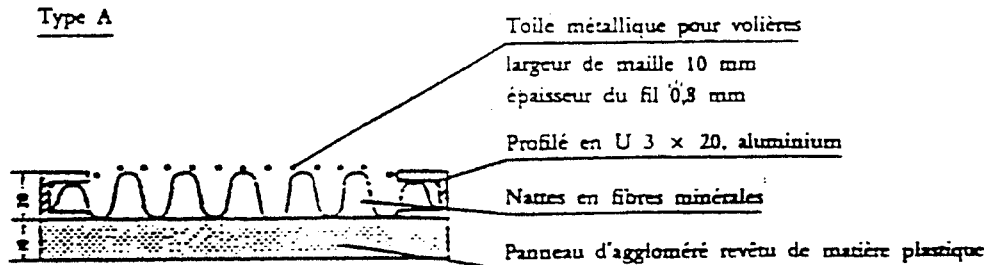 Type A
Toile métallique pour volières
largeur de maille 10 mm
épaisseur du fil 0,8 mm
Profilé en U 3 × 20, aluminium
Nattes en fibres minérales
Panneau d'aggloméré revêtu de matière plastique